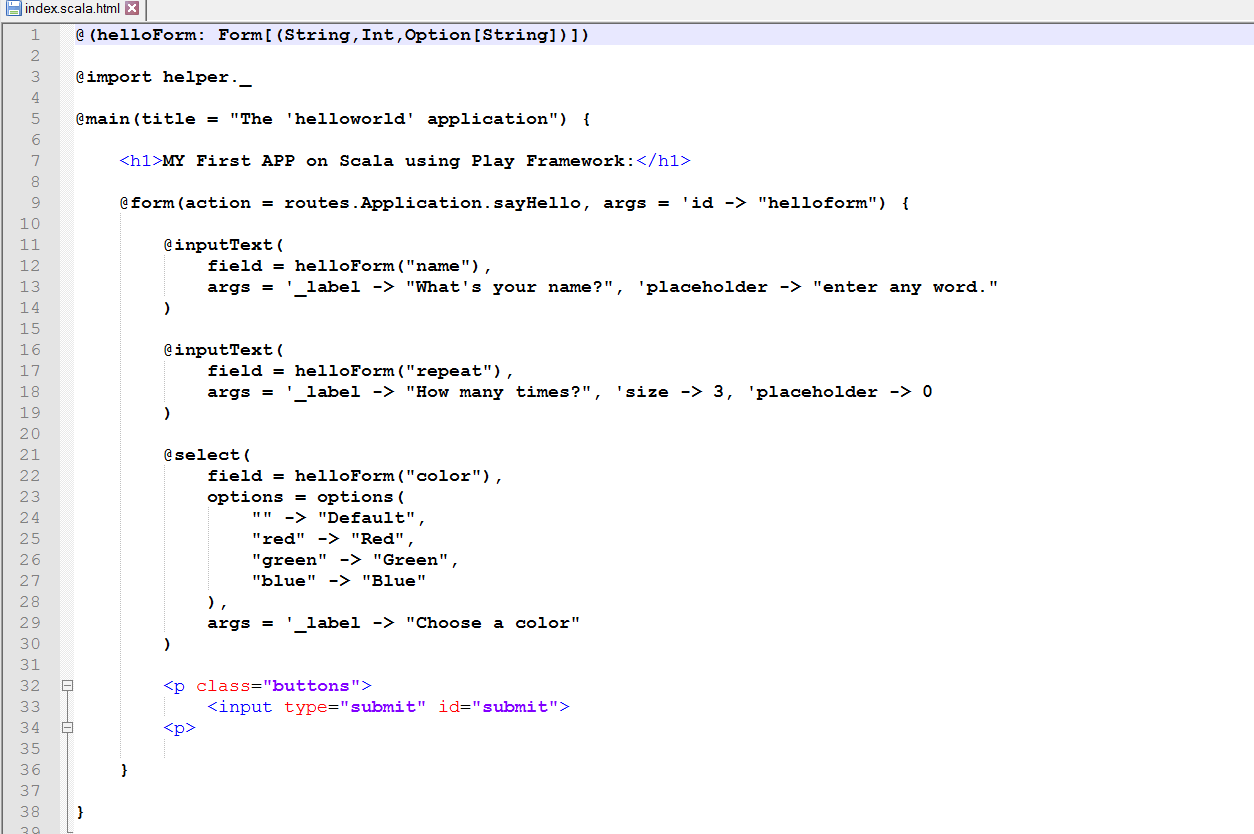 index.scala.html
1 @(helloForm: Form[(String,Int,Option[String])])
2
3 @import helper._
4
5 @main(title = "The 'helloworld' application") {
6
7 <h1>MY First APP on Scala using Play Framework:</h1>
8
9 @form(action = routes.Application.sayHello, args = 'id -> "helloform") {
10
11 @inputText(
12 field = helloForm("name"),
13 args = '_label -> "What's your name?", 'placeholder -> "enter any word."
14 )
15
16 @inputText(
17 field = helloForm("repeat"),
18 args = '_label -> "How many times?", 'size -> 3, 'placeholder -> 0
19 )
20
21 @select(
22 field = helloForm("color"),
23 options = options(
24 "" -> "Default",
25 "red" -> "Red",
26 "green" -> "Green",
27 "blue" -> "Blue"
28 ),
29 args = '_label -> "Choose a color"
30 )
31
32 <p class="buttons">
33 <input type="submit" id="submit">
34 <p>
35
36 }
37
38 }
39